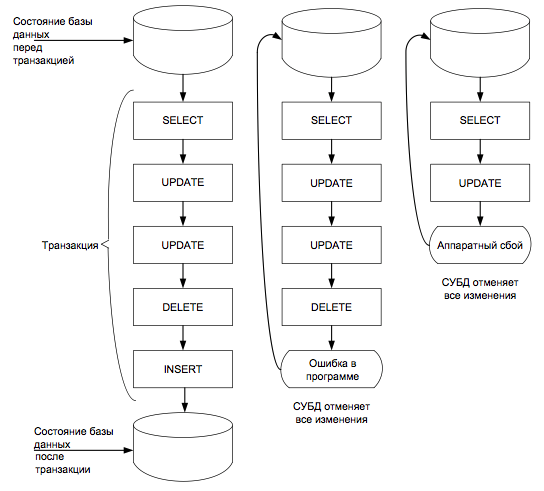 Состояние базы
данных
перед
транзакцией
SELECT
UPDATE
UPDATE
DELETE
INSERT
Транзакция
Состояние базы
данных
после
транзакции
SELECT
UPDATE
UPDATE
DELETE
Ошибка в
программе
СУБД отменяет
все изменения
SELECT
UPDATE
Аппаратный сбой
СУБД отменяет
все изменения